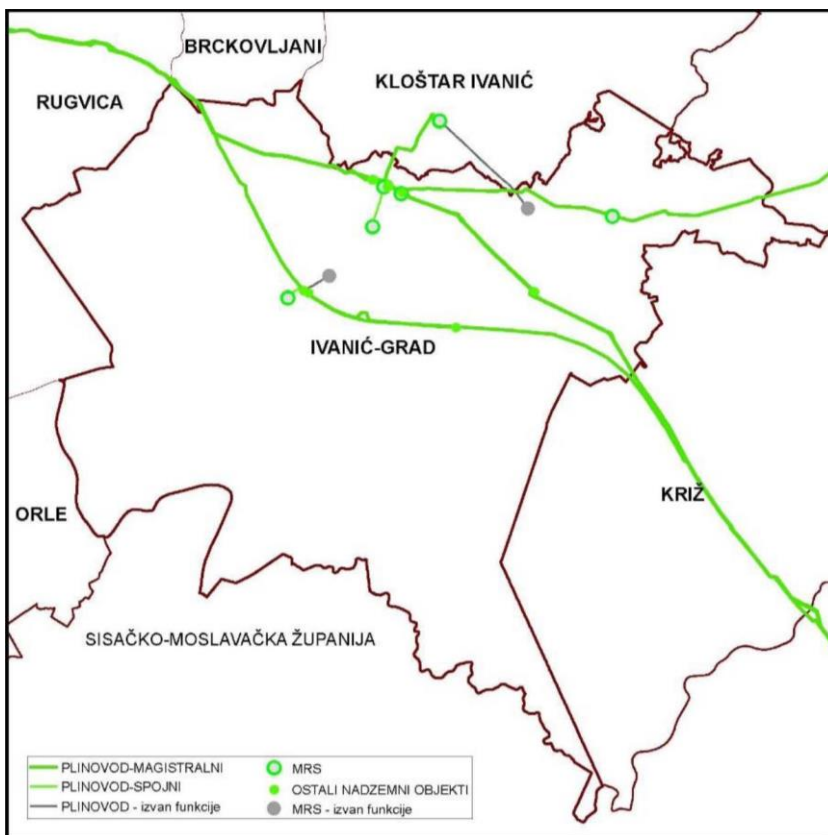 BRCKOVLJANI
KLOŠTAR IVANIĆ
RUGVICA
IVANIĆ-GRAD
KRIŽ
ORLE
SISAČKO-MOSLAVAČKA ŽUPANIJA
PLINOVOD-MAGISTRALNI
PLINOVOD-SPOJNI
PLINOVOD - izvan funkcije
MRS
OSTALI NADZEMNI OBJEKTI
MRS - izvan funkcije